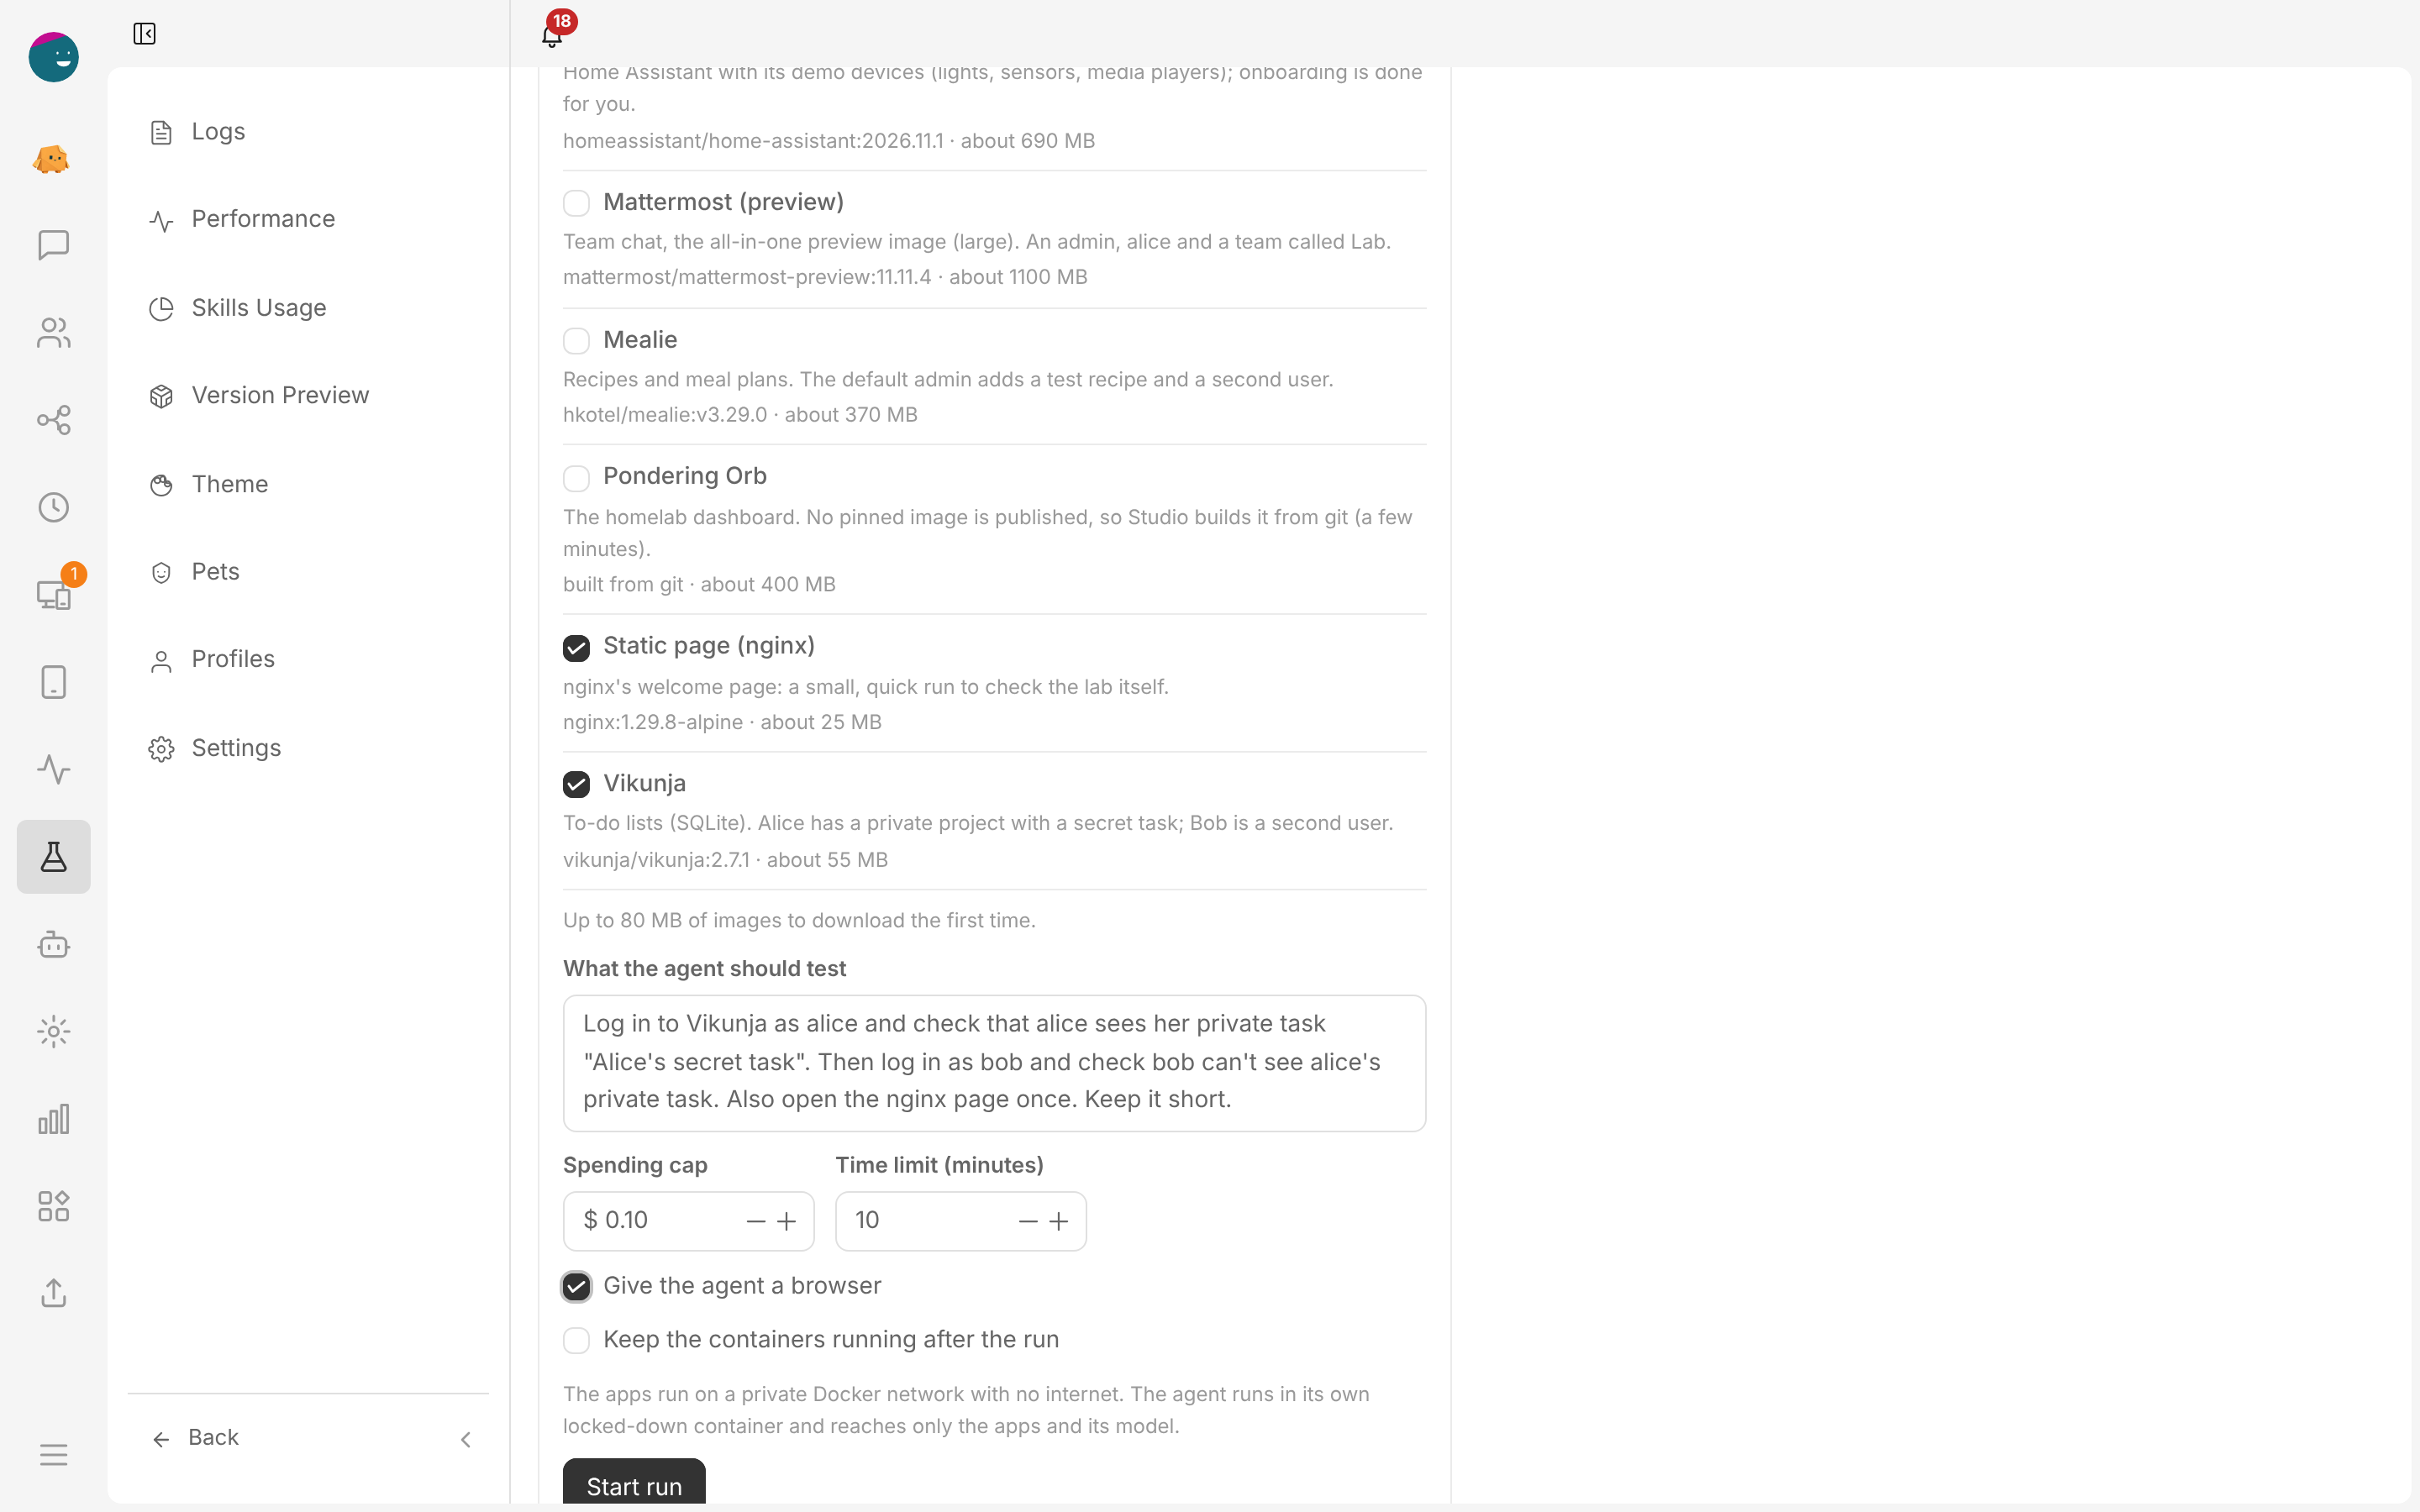 18
Home Assistant with its demo devices (lights, sensors, media players); onboarding is done
for you.
homeassistant/home-assistant:2026.11.1 · about 690 MB
Logs
Performance
Skills Usage
Version Preview
Theme
Pets
Profiles
Settings
1
Mattermost (preview)
Team chat, the all-in-one preview image (large). An admin, alice and a team called Lab.
mattermost/mattermost-preview:11.11.4 · about 1100 MB
Mealie
Recipes and meal plans. The default admin adds a test recipe and a second user.
hkotel/mealie:v3.29.0 · about 370 MB
Pondering Orb
The homelab dashboard. No pinned image is published, so Studio builds it from git (a few
minutes).
built from git · about 400 MB
Static page (nginx)
nginx's welcome page: a small, quick run to check the lab itself.
nginx:1.29.8-alpine · about 25 MB
Vikunja
To-do lists (SQLite). Alice has a private project with a secret task; Bob is a second user.
vikunja/vikunja:2.7.1 · about 55 MB
Up to 80 MB of images to download the first time.
What the agent should test
Log in to Vikunja as alice and check that alice sees her private task
"Alice's secret task". Then log in as bob and check bob can't see alice's
private task. Also open the nginx page once. Keep it short.
Spending cap
Time limit (minutes)
$ 0.10
10
Give the agent a browser
Keep the containers running after the run
The apps run on a private Docker network with no internet. The agent runs in its own
locked-down container and reaches only the apps and its model.
Start run
Back